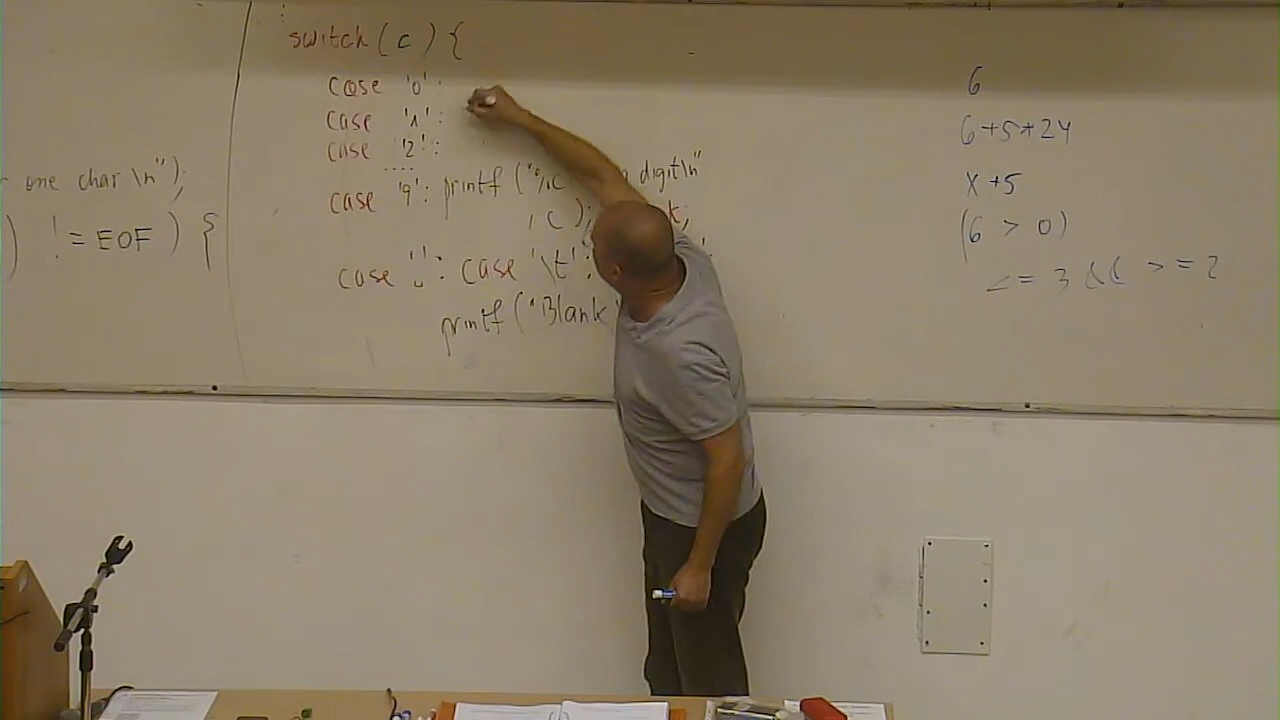 one char \n");
) != EOF ) {
switch ( c ) {
case '0':
case '1':
case '2':
....
case '9': printf ("%c digit\n"
, c ); k;
case '␣': case '\t':
printf ("Blank
6
6+5+24
x+5
(6 > 0)
<= 3 && >= 2